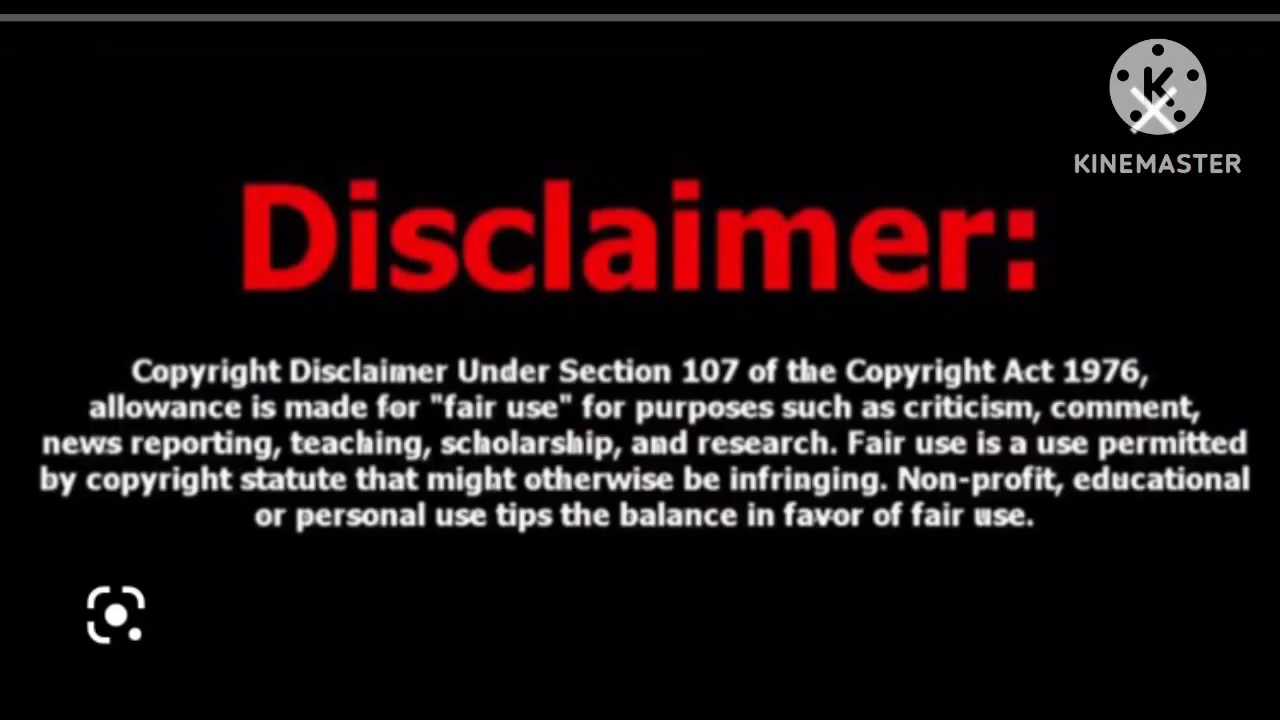 KINEMASTER
Disclaimer:
Copyright Disclaimer Under Section 107 of the Copyright Act 1976,
allowance is made for "fair use" for purposes such as criticism, comment,
news reporting, teaching, scholarship, and research. Fair use is a use permitted
by copyright statute that might otherwise be infringing. Non-profit, educational
or personal use tips the balance in favor of fair use.